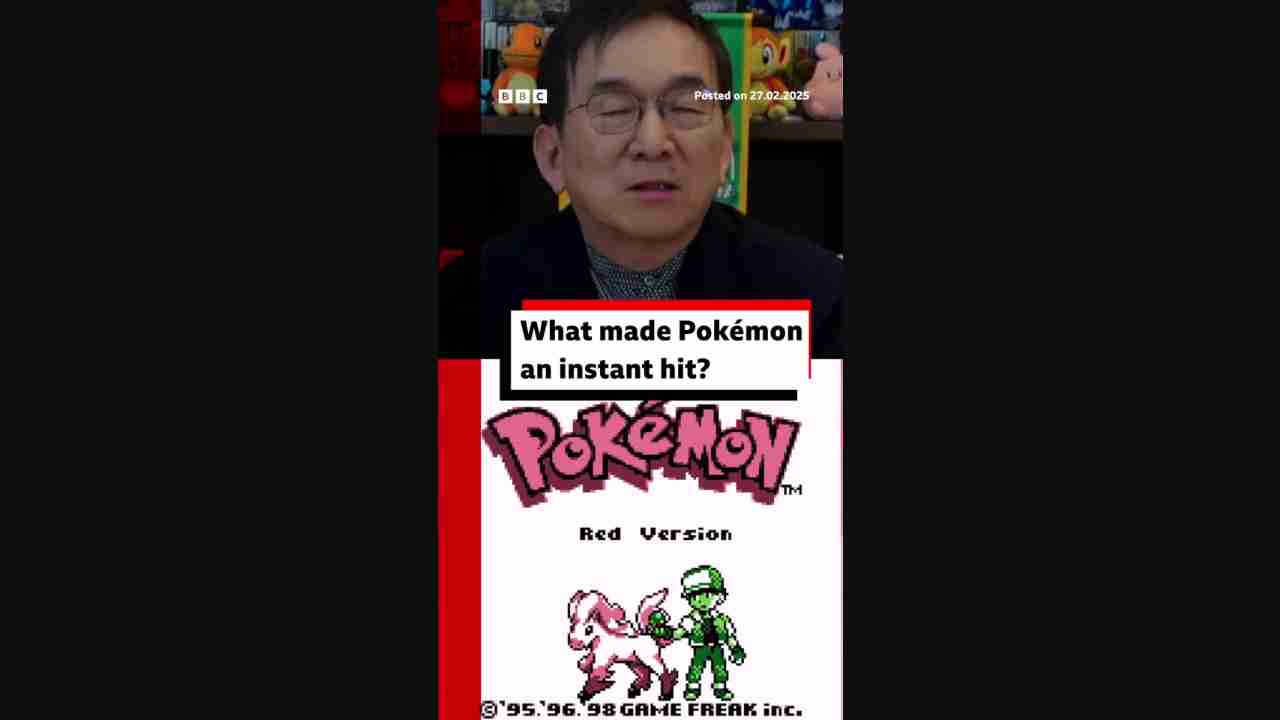 BBC
Posted on 27.02.2025
What made Pokémon
an instant hit?
POKéMON
TM
Red Version
©'95.'96.'98 GAME FREAK inc.